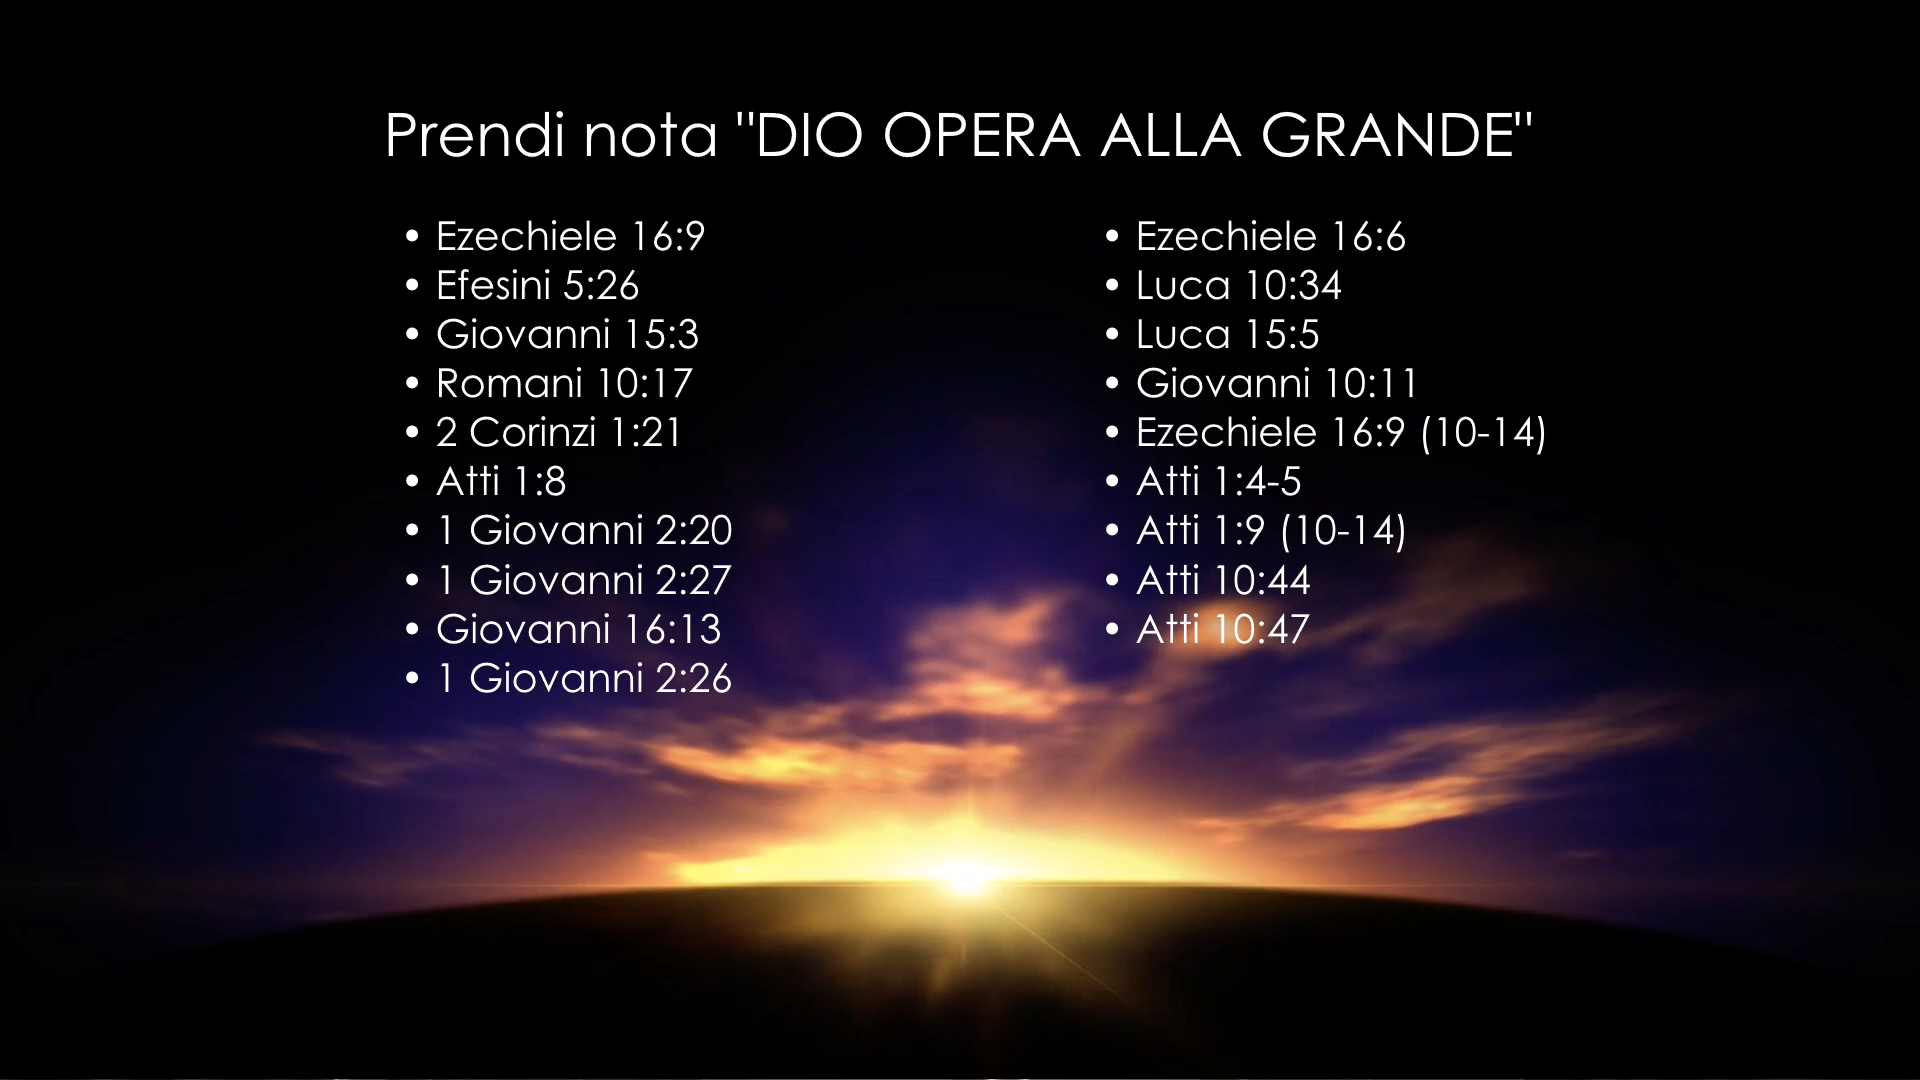 Prendi nota "DIO OPERA ALLA GRANDE"
• Ezechiele 16:9
• Efesini 5:26
• Giovanni 15:3
• Romani 10:17
• 2 Corinzi 1:21
• Atti 1:8
• 1 Giovanni 2:20
• 1 Giovanni 2:27
• Giovanni 16:13
• 1 Giovanni 2:26
• Ezechiele 16:6
• Luca 10:34
• Luca 15:5
• Giovanni 10:11
• Ezechiele 16:9 (10-14)
• Atti 1:4-5
• Atti 1:9 (10-14)
• Atti 10:44
• Atti 10:47